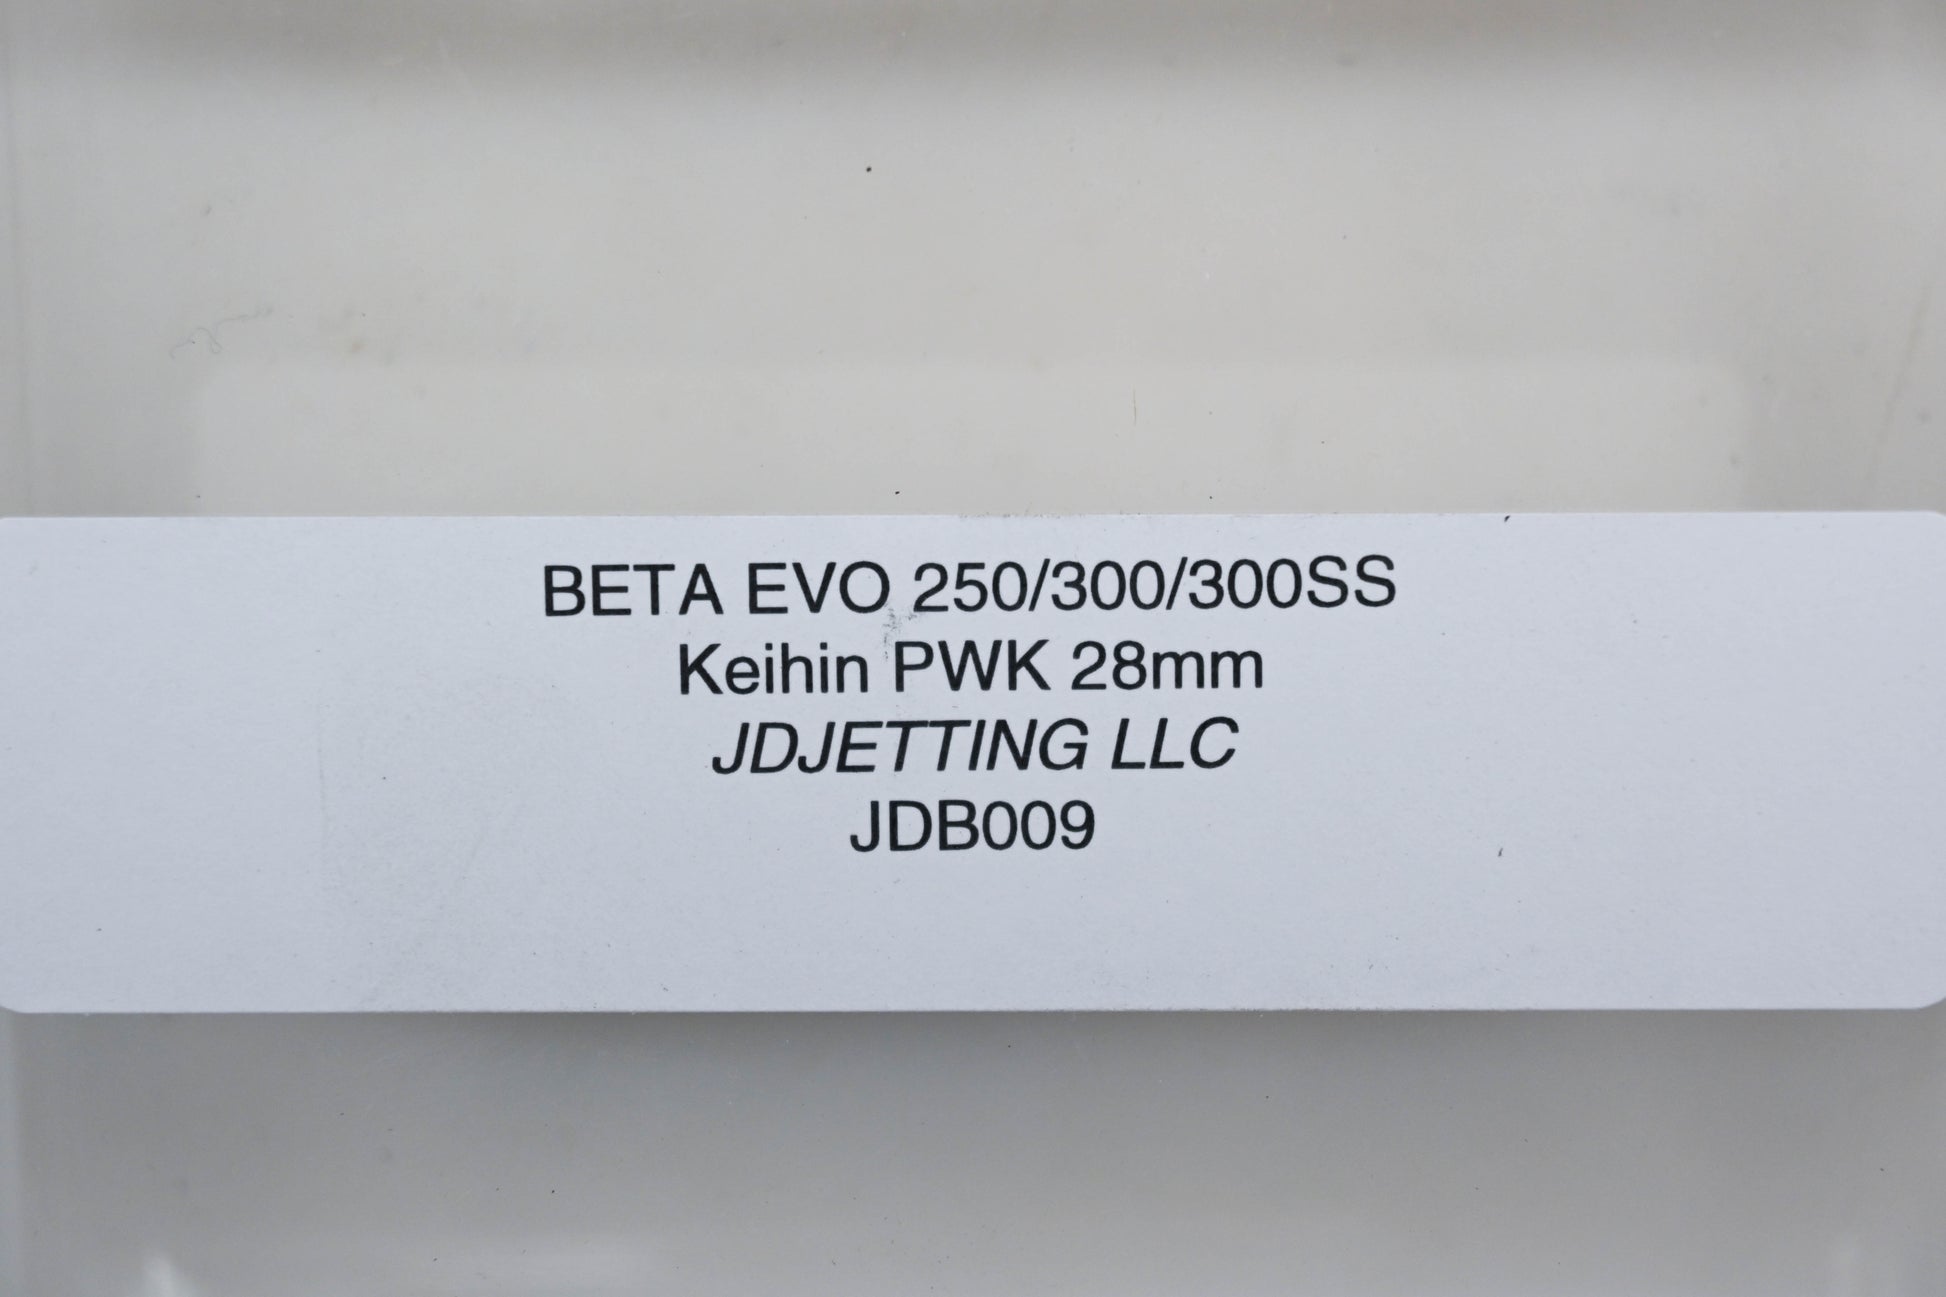 BETA EVO 250/300/300SS
Keihin PWK 28mm
JDJETTING LLC
JDB009